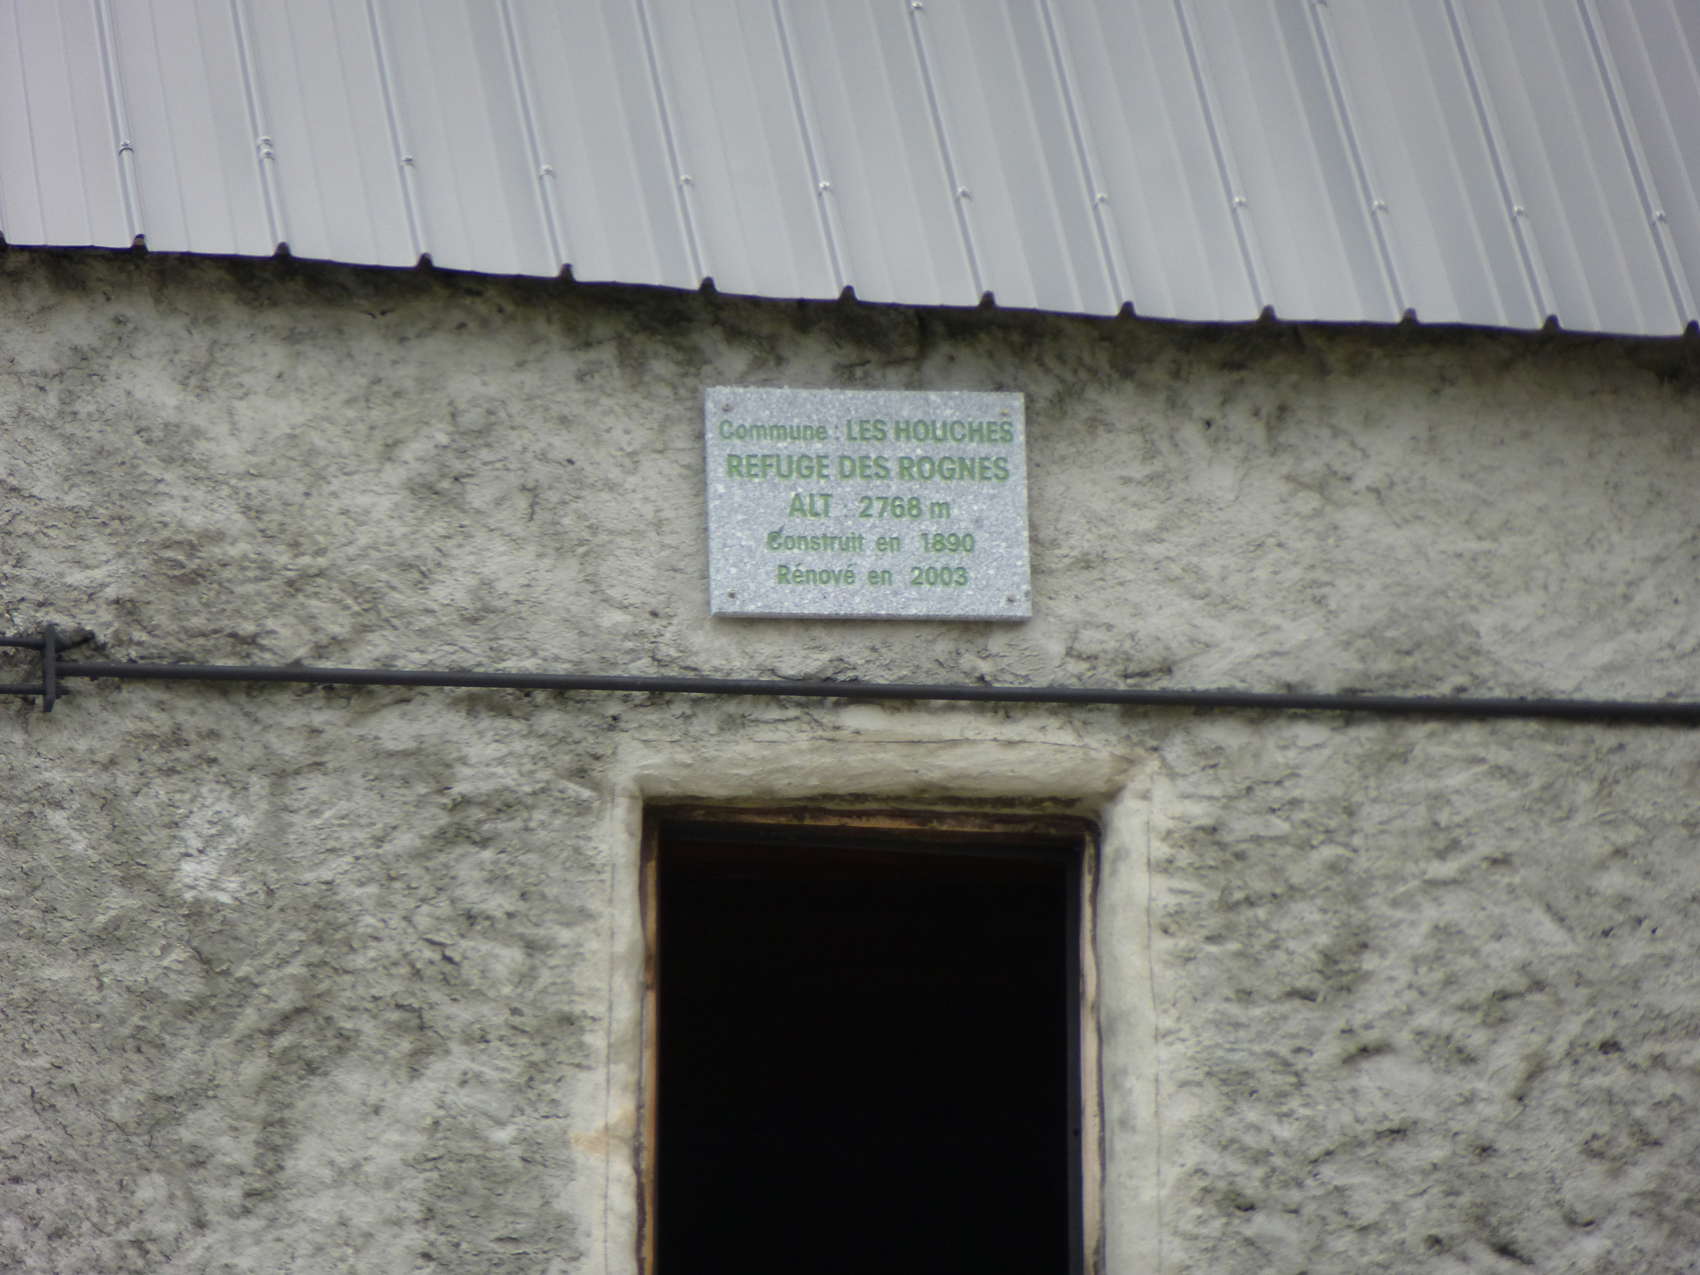 Commune : LES HOUCHES
REFUGE DES ROGNES
ALT : 2768 m
Construit en 1890
Rénové en 2003